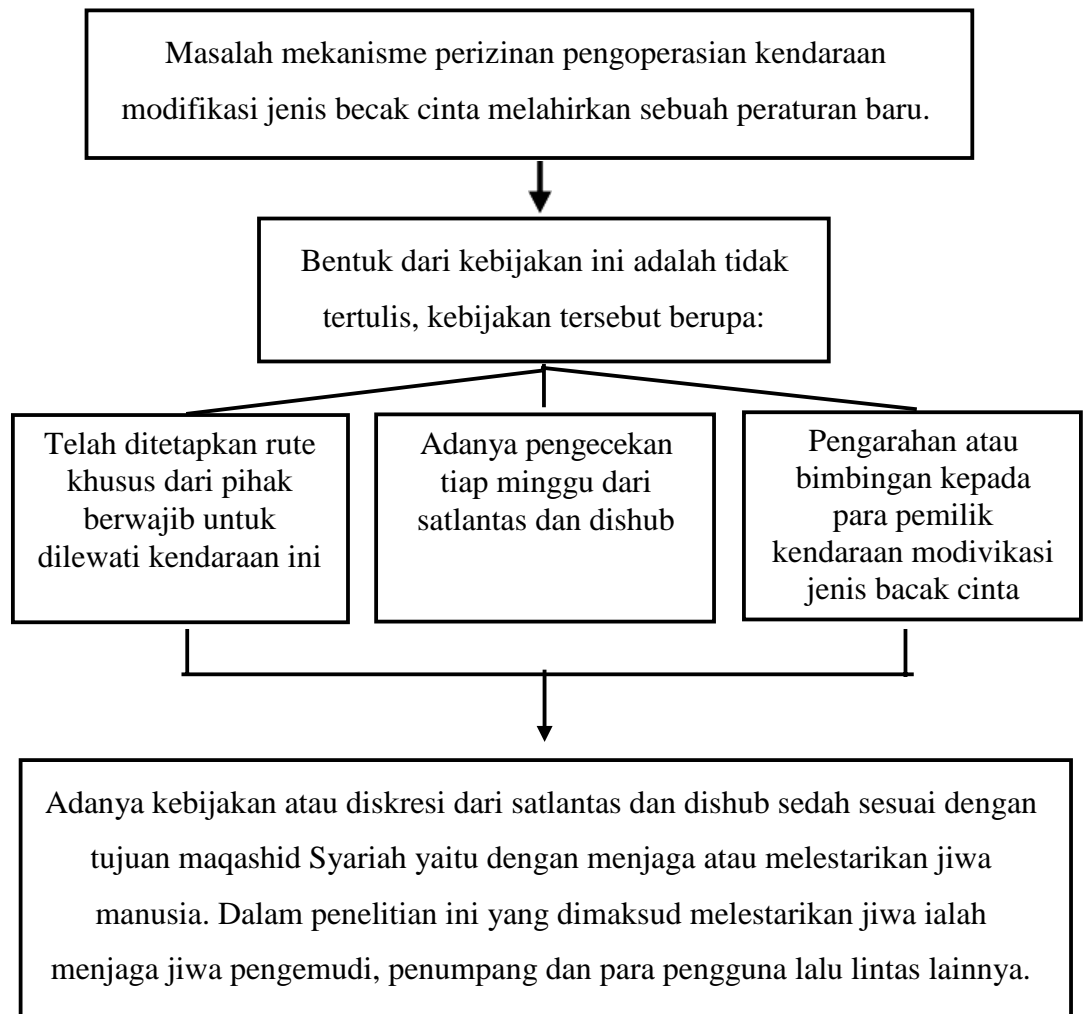 Masalah mekanisme perizinan pengoperasian kendaraan
modifikasi jenis becak cinta melahirkan sebuah peraturan baru.
Bentuk dari kebijakan ini adalah tidak
tertulis, kebijakan tersebut berupa:
Telah ditetapkan rute
khusus dari pihak
berwajib untuk
dilewati kendaraan ini
Adanya pengecekan
tiap minggu dari
satlantas dan dishub
Pengarahan atau
bimbingan kepada
para pemilik
kendaraan modivikasi
jenis bacak cinta
Adanya kebijakan atau diskresi dari satlantas dan dishub sedah sesuai dengan
tujuan maqashid Syariah yaitu dengan menjaga atau melestarikan jiwa
manusia. Dalam penelitian ini yang dimaksud melestarikan jiwa ialah
menjaga jiwa pengemudi, penumpang dan para pengguna lalu lintas lainnya.